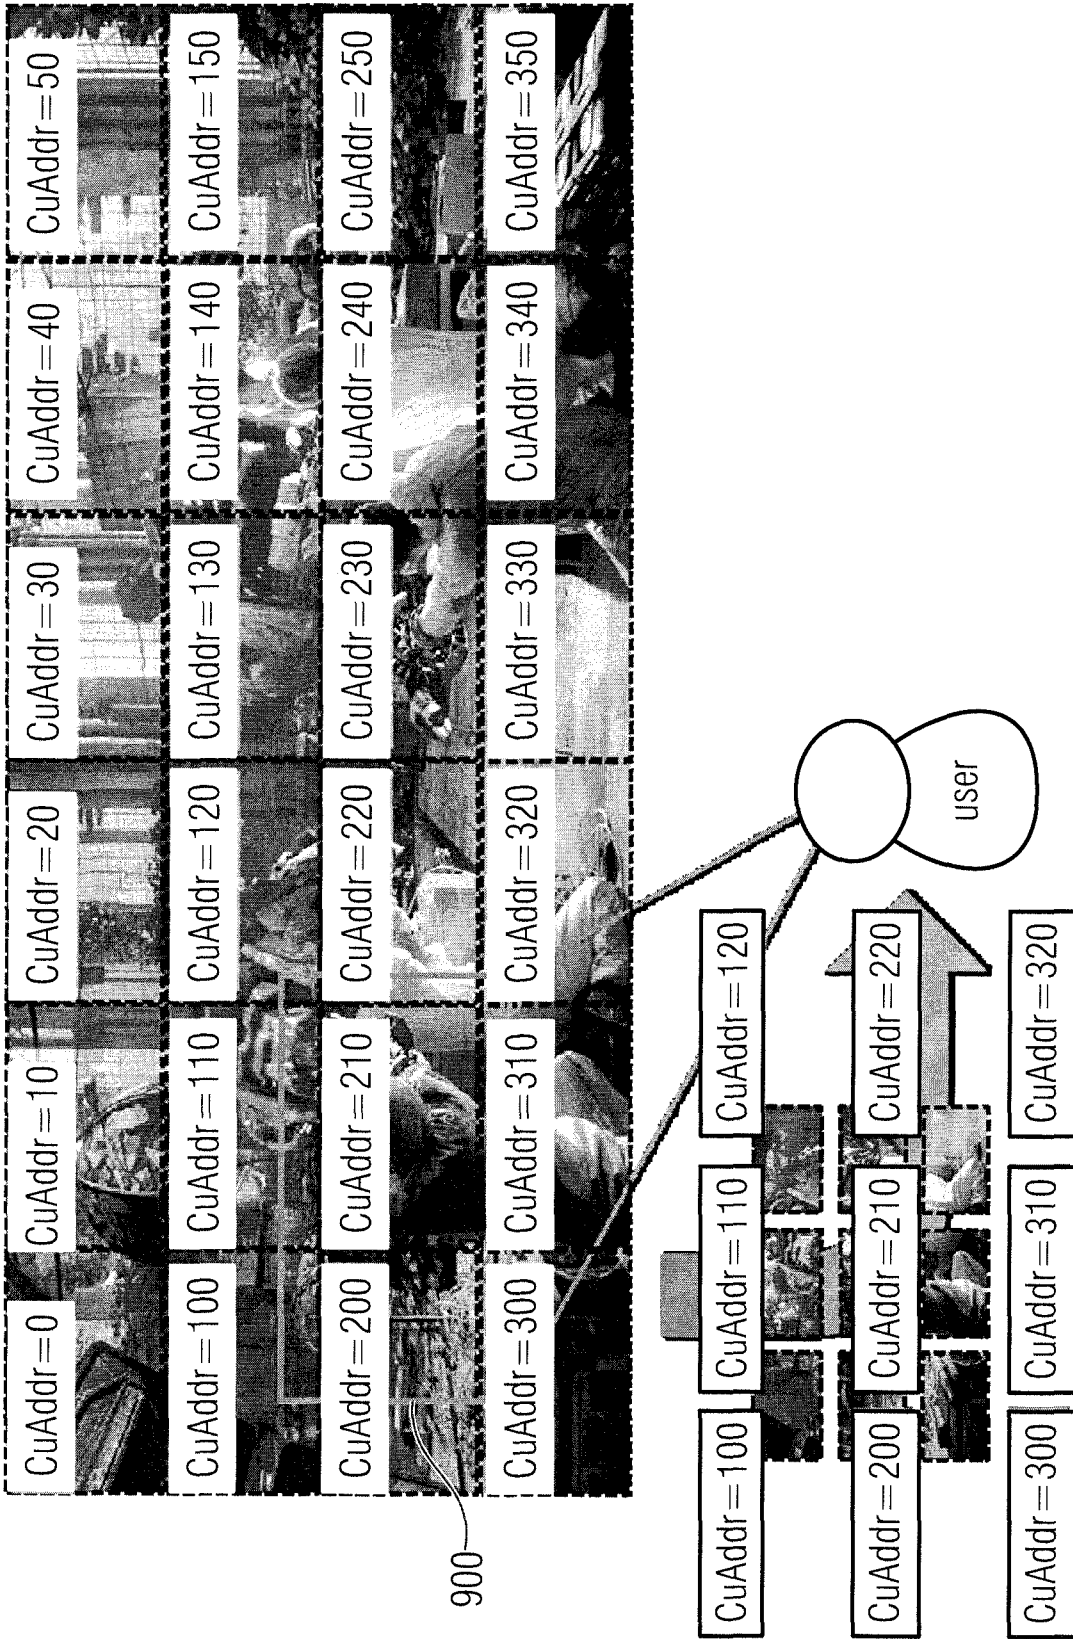 CuAddr=0
CuAddr=10
CuAddr=20
CuAddr=30
CuAddr=40
CuAddr=50
CuAddr=100
CuAddr=110
CuAddr=120
CuAddr=130
CuAddr=140
CuAddr=150
CuAddr=200
CuAddr=210
CuAddr=220
CuAddr=230
CuAddr=240
CuAddr=250
CuAddr=300
CuAddr=310
CuAddr=320
CuAddr=330
CuAddr=340
CuAddr=350
900
CuAddr=100
CuAddr=110
CuAddr=120
CuAddr=200
CuAddr=210
CuAddr=220
CuAddr=300
CuAddr=310
CuAddr=320
user